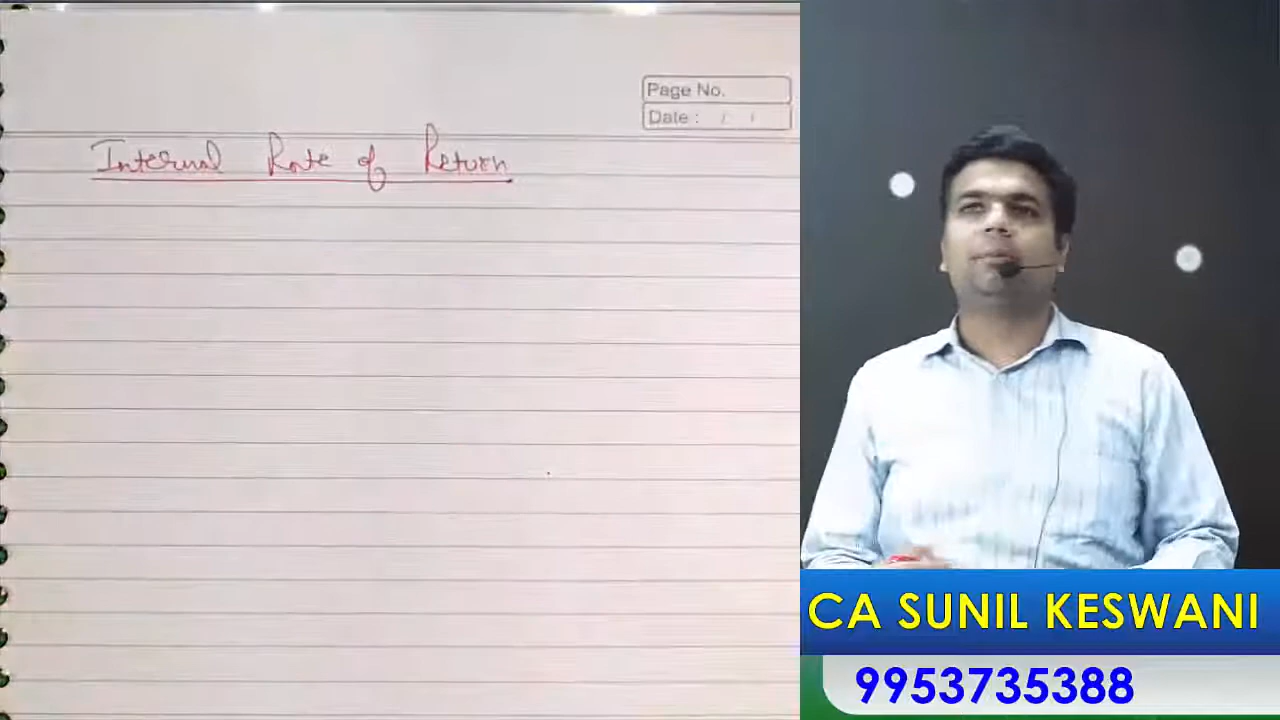 Page No.
Date : / /
Internal Rate of Return
CA SUNIL KESWANI
9953735388